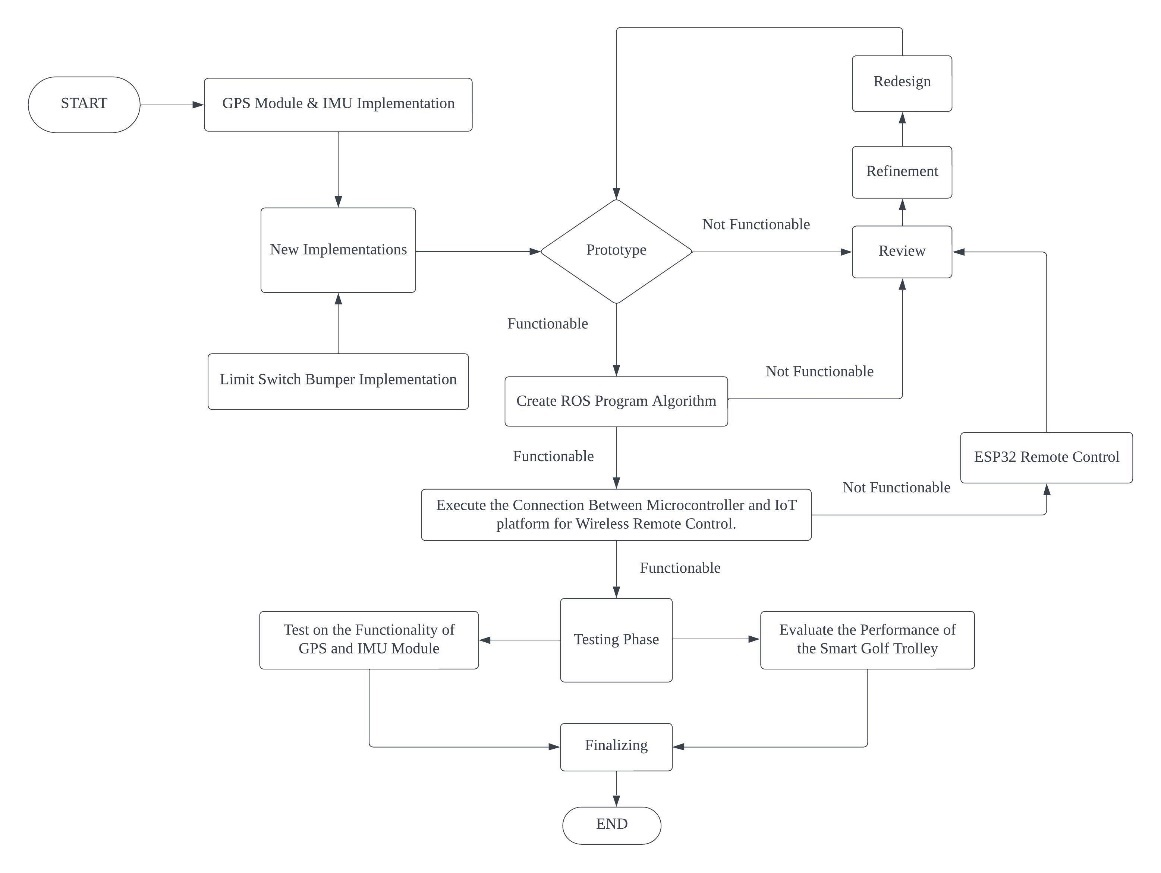 START
GPS Module & IMU Implementation
Redesign
Refinement
New Implementations
Prototype
Not Functionable
Review
Functionable
Limit Switch Bumper Implementation
Not Functionable
Create ROS Program Algorithm
Functionable
ESP32 Remote Control
Not Functionable
Execute the Connection Between Microcontroller and IoT
platform for Wireless Remote Control.
Functionable
Test on the Functionality of
GPS and IMU Module
Testing Phase
Evaluate the Performance of
the Smart Golf Trolley
Finalizing
END